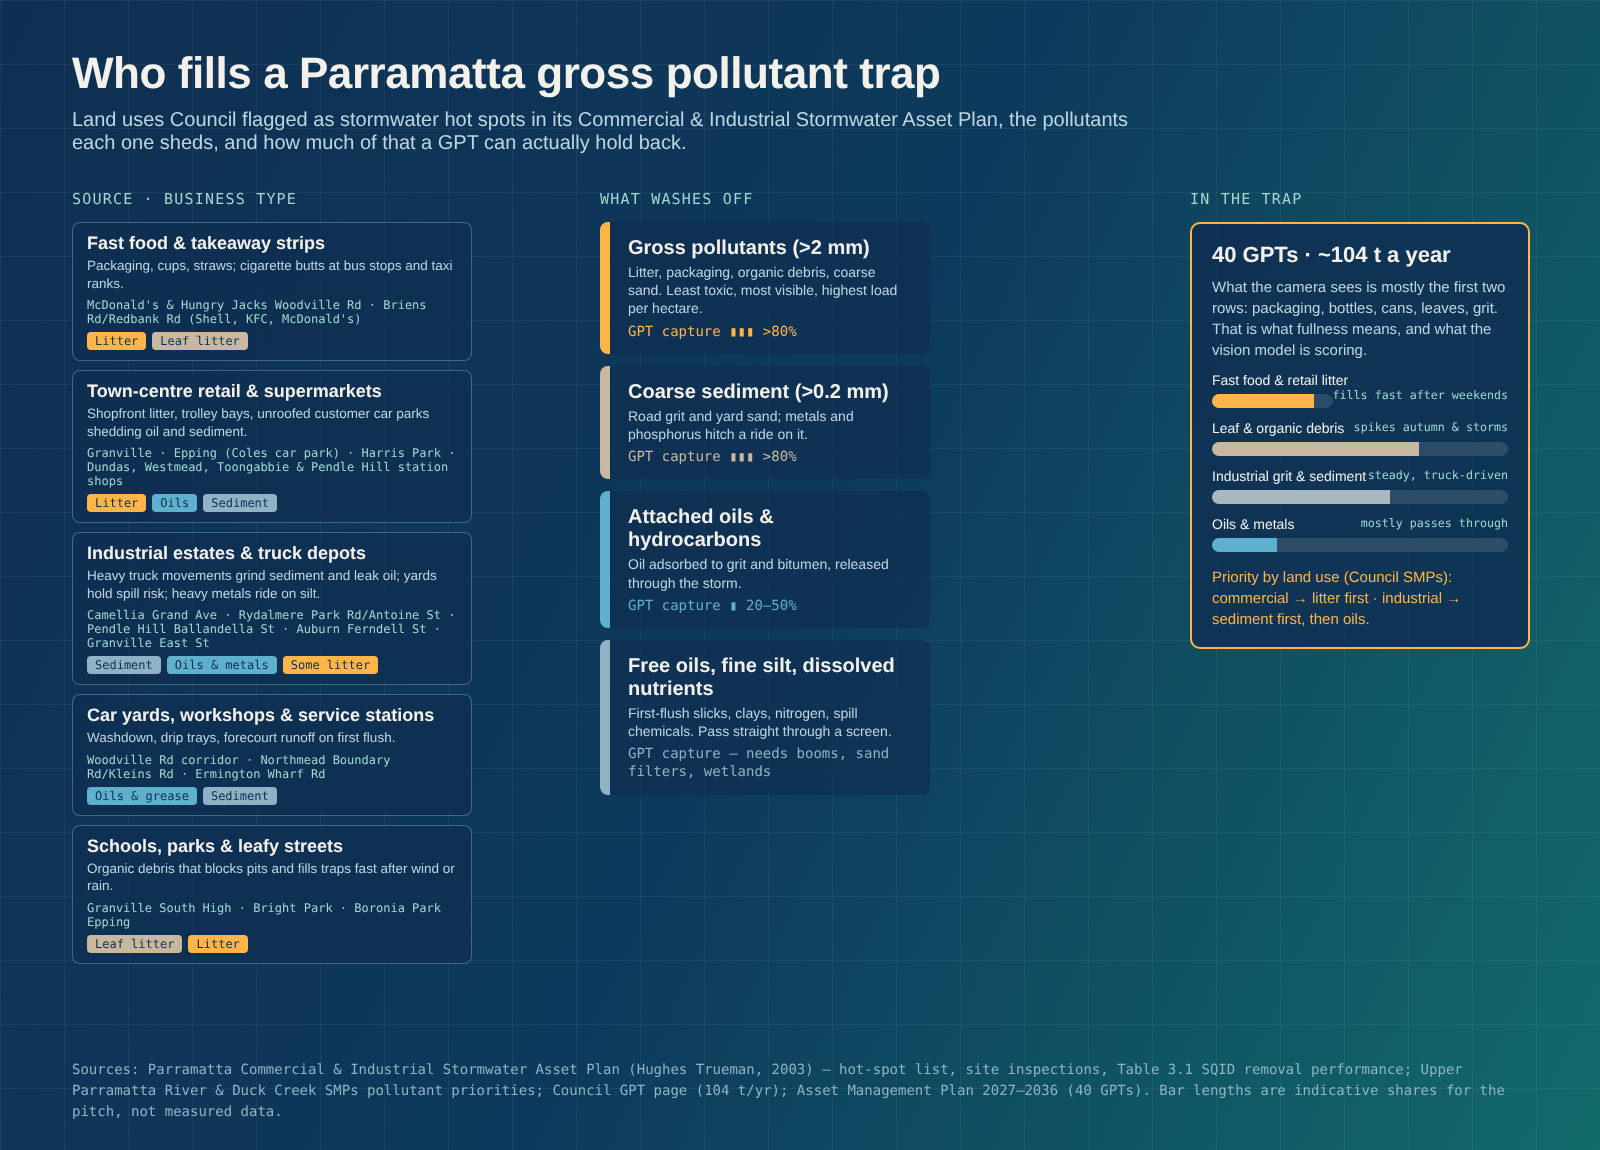 Who fills a Parramatta gross pollutant trap
Land uses Council flagged as stormwater hot spots in its Commercial & Industrial Stormwater Asset Plan, the pollutants
each one sheds, and how much of that a GPT can actually hold back.
SOURCE · BUSINESS TYPE
Fast food & takeaway strips
Packaging, cups, straws; cigarette butts at bus stops and taxi
ranks.
McDonald's & Hungry Jacks Woodville Rd · Briens
Rd/Redbank Rd (Shell, KFC, McDonald's)
Litter Leaf litter
Town-centre retail & supermarkets
Shopfront litter, trolley bays, unroofed customer car parks
shedding oil and sediment.
Granville · Epping (Coles car park) · Harris Park ·
Dundas, Westmead, Toongabbie & Pendle Hill station
shops
Litter Oils Sediment
Industrial estates & truck depots
Heavy truck movements grind sediment and leak oil; yards
hold spill risk; heavy metals ride on silt.
Camellia Grand Ave · Rydalmere Park Rd/Antoine St ·
Pendle Hill Ballandella St · Auburn Ferndell St ·
Granville East St
Sediment Oils & metals Some litter
Car yards, workshops & service stations
Washdown, drip trays, forecourt runoff on first flush.
Woodville Rd corridor · Northmead Boundary
Rd/Kleins Rd · Ermington Wharf Rd
Oils & grease Sediment
Schools, parks & leafy streets
Organic debris that blocks pits and fills traps fast after wind or
rain.
Granville South High · Bright Park · Boronia Park
Epping
Leaf litter Litter
WHAT WASHES OFF
Gross pollutants (>2 mm)
Litter, packaging, organic debris, coarse
sand. Least toxic, most visible, highest load
per hectare.
GPT capture ▮▮▮ >80%
Coarse sediment (>0.2 mm)
Road grit and yard sand; metals and
phosphorus hitch a ride on it.
GPT capture ▮▮▮ >80%
Attached oils &
hydrocarbons
Oil adsorbed to grit and bitumen, released
through the storm.
GPT capture ▮ 20–50%
Free oils, fine silt, dissolved
nutrients
First-flush slicks, clays, nitrogen, spill
chemicals. Pass straight through a screen.
GPT capture — needs booms, sand
filters, wetlands
IN THE TRAP
40 GPTs · ~104 t a year
What the camera sees is mostly the first two
rows: packaging, bottles, cans, leaves, grit.
That is what fullness means, and what the
vision model is scoring.
Fast food & retail litter
fills fast after weekends
Leaf & organic debris spikes autumn & storms
Industrial grit & sediment steady, truck-driven
Oils & metals mostly passes through
Priority by land use (Council SMPs):
commercial → litter first · industrial →
sediment first, then oils.
Sources: Parramatta Commercial & Industrial Stormwater Asset Plan (Hughes Trueman, 2003) — hot-spot list, site inspections, Table 3.1 SQID removal performance; Upper
Parramatta River & Duck Creek SMPs pollutant priorities; Council GPT page (104 t/yr); Asset Management Plan 2027–2036 (40 GPTs). Bar lengths are indicative shares for the
pitch, not measured data.